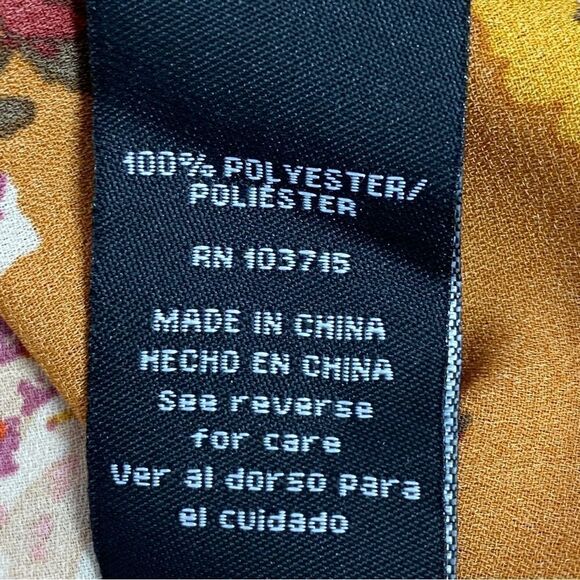 100% POLYESTER/
POLIÉSTER
RN 103715
MADE IN CHINA
HECHO EN CHINA
See reverse
for care
Ver al dorso para
el cuidado